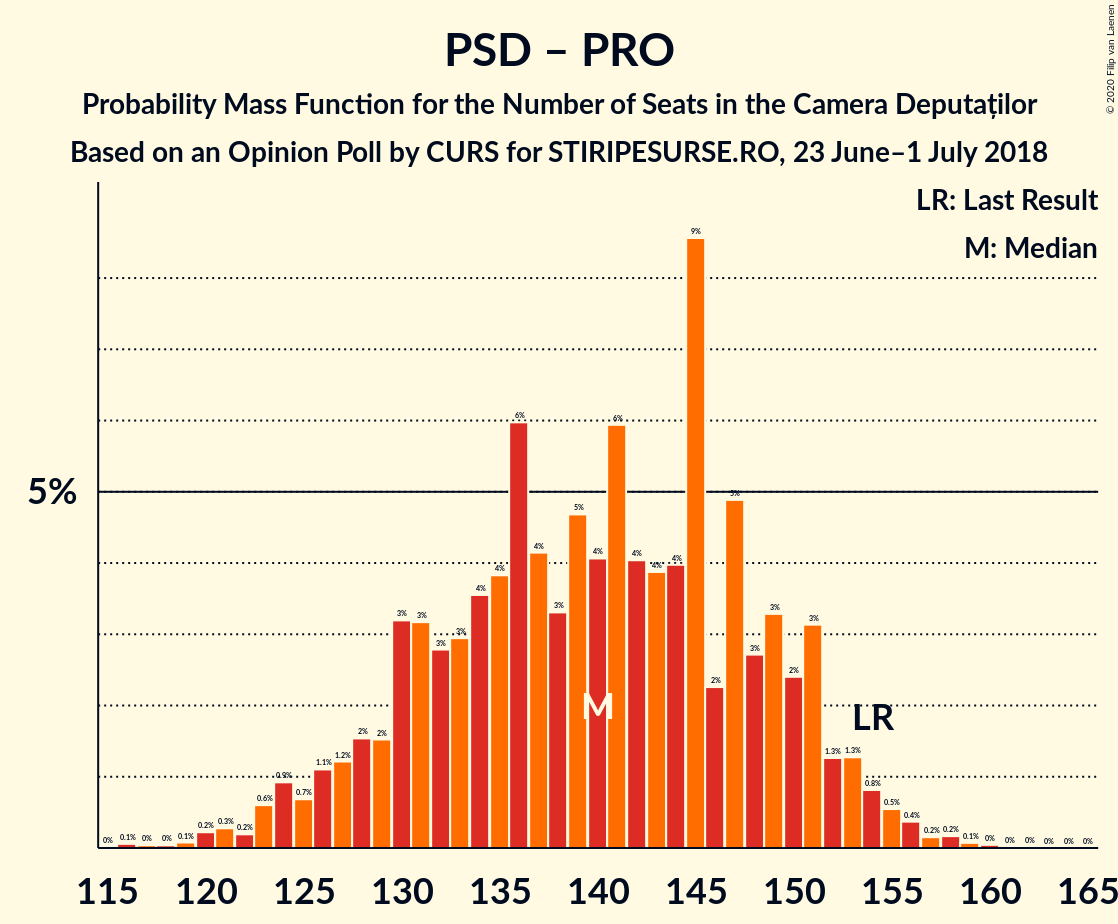 PSD – PRO
Probability Mass Function for the Number of Seats in the Camera Deputaților
Based on an Opinion Poll by CURS for STIRIPESURSE.RO, 23 June–1 July 2018
© 2020 Filip van Laenen
LR: Last Result
M: Median
5%
0% 0.1% 0% 0% 0.1% 0.2% 0.3% 0.2% 0.6% 0.9% 0.7% 1.1% 1.2% 2% 2% 3% 3% 3% 3% 4% 4% 6% 4% 3% 5% 4% 6% 4% 4% 4% 9% 2% 5% 3% 3% 2% 3% 1.3% 1.3% 0.8% 0.5% 0.4% 0.2% 0.2% 0.1% 0% 0% 0% 0% 0% 0%
M
LR
115 120 125 130 135 140 145 150 155 160 165